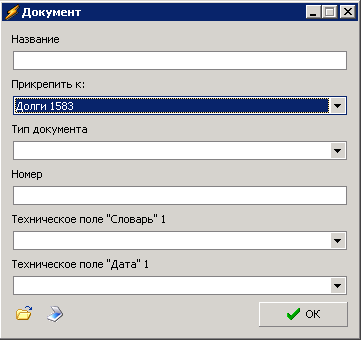 Документ
Название
Прикрепить к:
Долги 1583
Тип документа
Номер
Техническое поле "Словарь" 1
Техническое поле "Дата" 1
OK